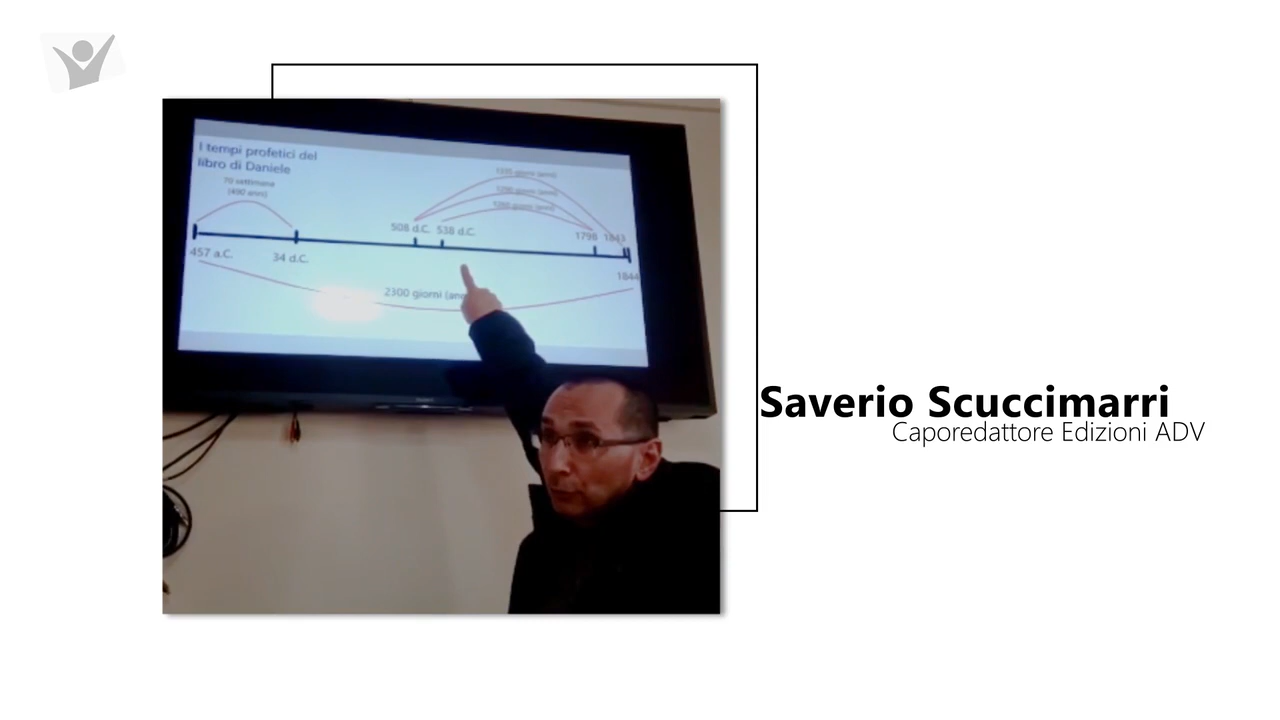 I tempi profetici del
libro di Daniele
70 settimane
(490 anni)
1335 giorni (anni)
1290 giorni (anni)
1260 giorni (anni)
508 d.C. 538 d.C.
1798 1843
457 a.C.
34 d.C.
1844
2300 giorni (ann
Saverio Scuccimarri
Caporedattore Edizioni ADV